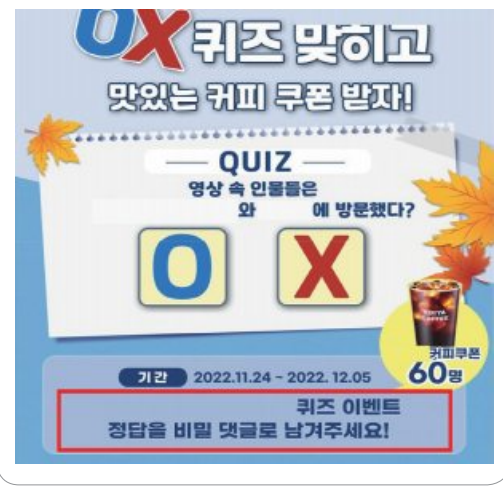 OX 퀴즈 맞히고
맛있는 커피 쿠폰 받자!
QUIZ
영상 속 인물들은
와 에 방문했다?
O X
커피쿠폰
60명
기간 2022.11.24 - 2022. 12.05
퀴즈 이벤트
정답을 비밀 댓글로 남겨주세요!